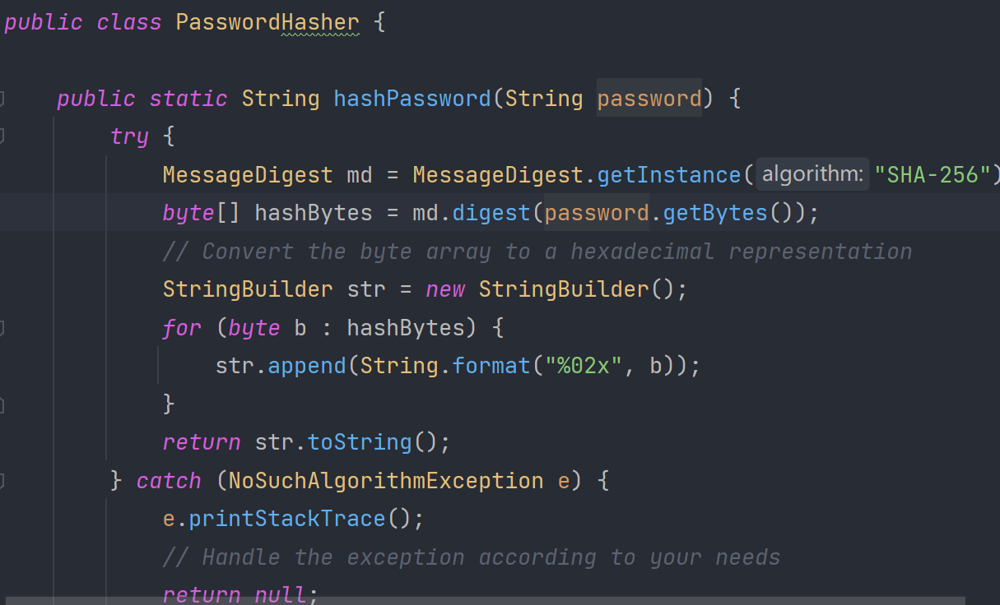 public class PasswordHasher {
public static String hashPassword(String password) {
try {
MessageDigest md = MessageDigest.getInstance( algorithm: "SHA-256")
byte[] hashBytes = md.digest(password.getBytes());
// Convert the byte array to a hexadecimal representation
StringBuilder str = new StringBuilder();
for (byte b : hashBytes) {
str.append(String.format("%02x", b));
}
return str.toString();
} catch (NoSuchAlgorithmException e) {
e.printStackTrace();
// Handle the exception according to your needs
return null;